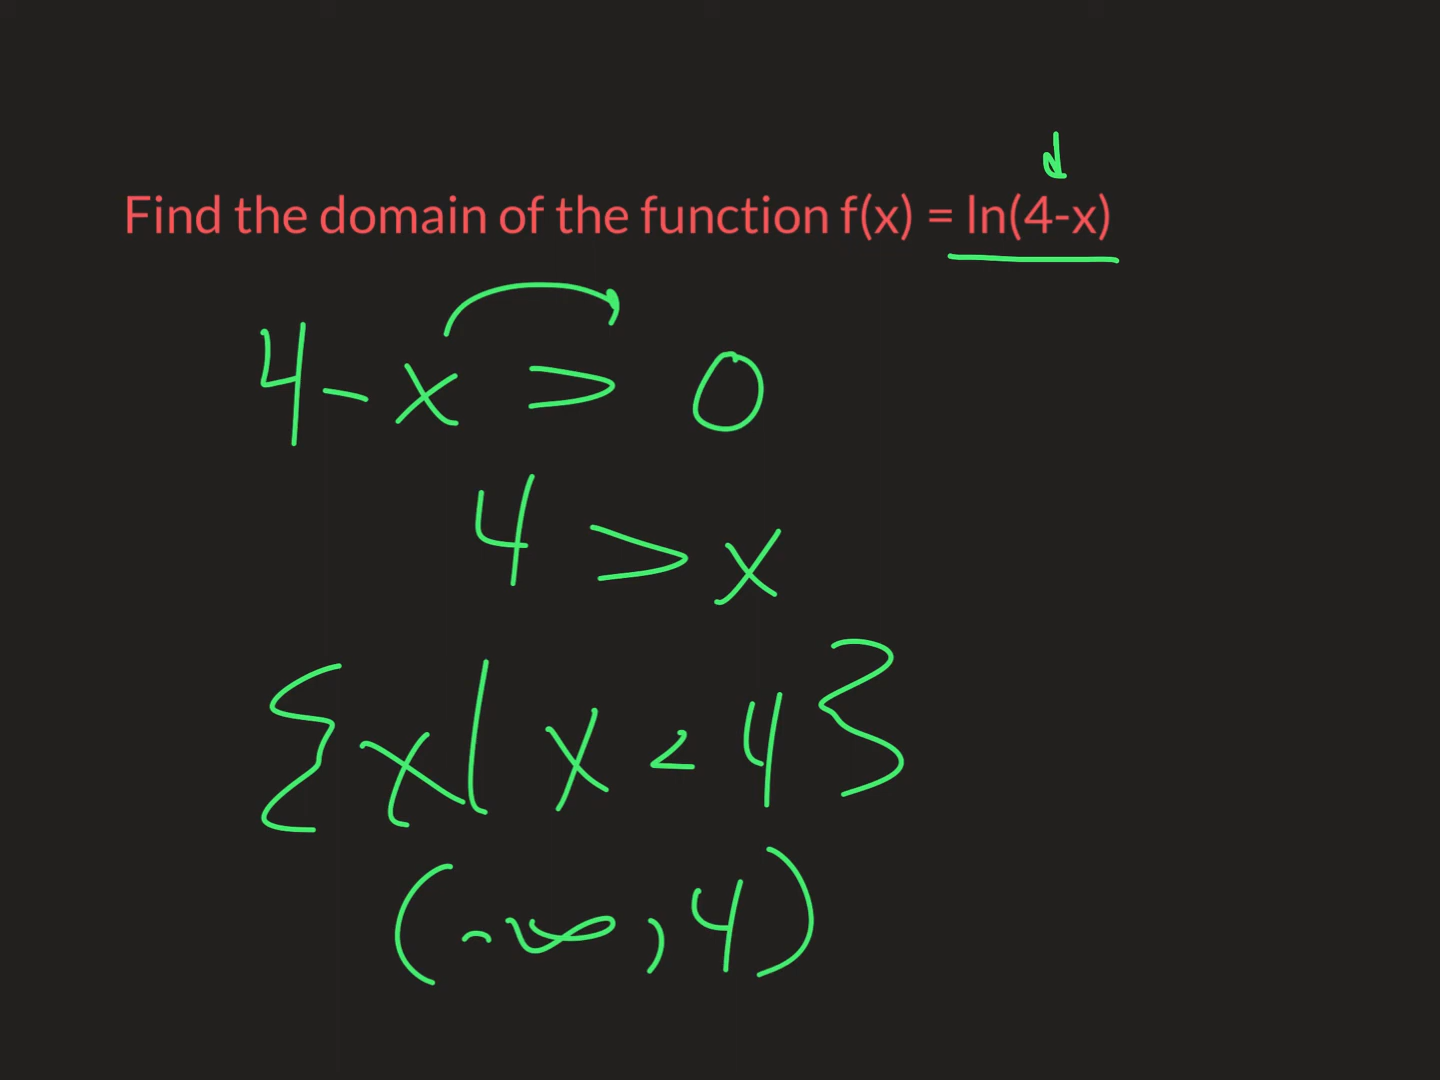 Find the domain of the function f(x) = ln(4-x)
4 - x > 0
4 > x
{x| x < 4}
(-∞, 4)